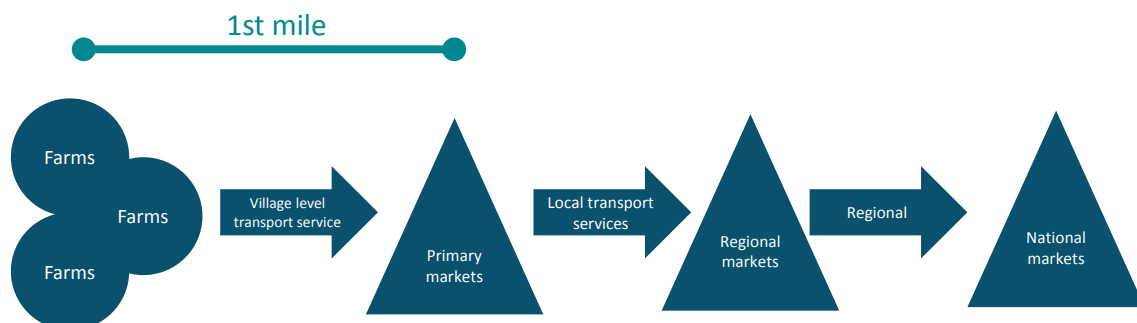 1st mile
Farms
Farms
Farms
Village level
transport service
Primary
markets
Local transport
services
Regional
markets
Regional
National
markets